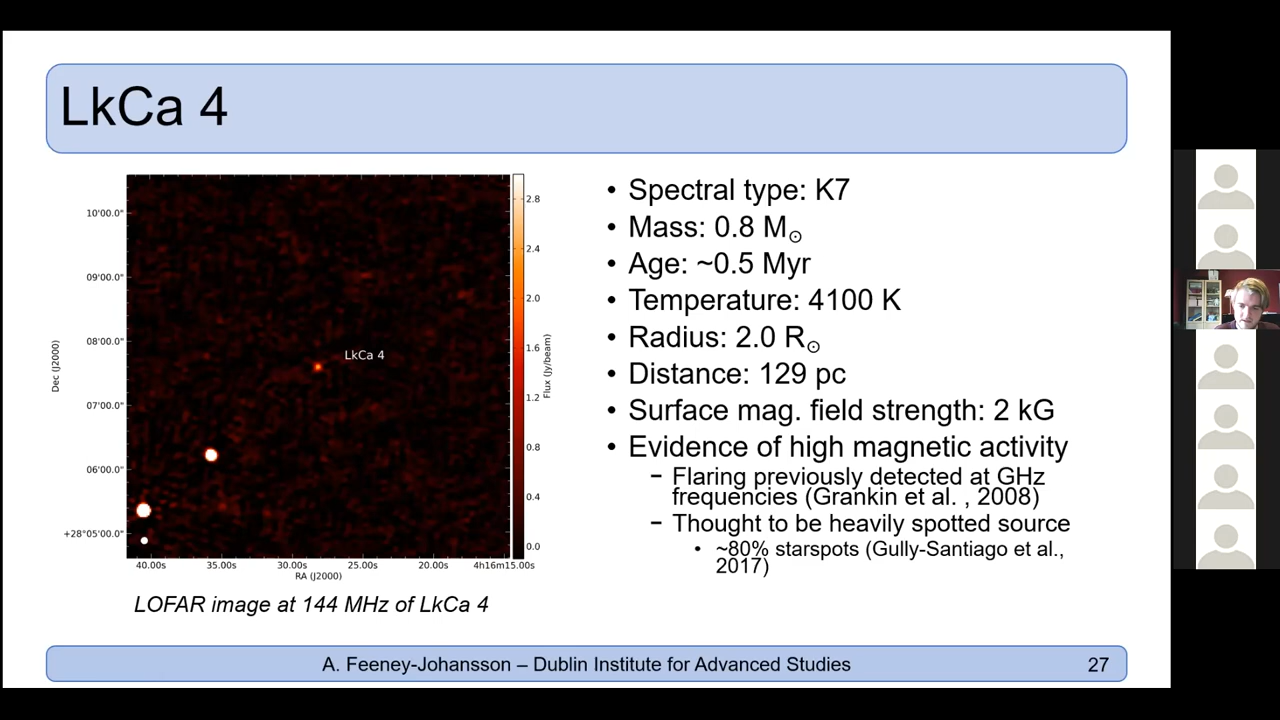 LkCa 4
10'00.0"
09'00.0"
08'00.0"
07'00.0"
06'00.0"
+28°05'00.0"
Dec (J2000)
LkCa 4
40.00s 35.00s 30.00s 25.00s 20.00s 4h16m15.00s
RA (J2000)
2.8
2.4
2.0
1.6
1.2
0.8
0.4
0.0
Flux (Jy/beam)
LOFAR image at 144 MHz of LkCa 4
• Spectral type: K7
• Mass: 0.8 M⊙
• Age: ~0.5 Myr
• Temperature: 4100 K
• Radius: 2.0 R⊙
• Distance: 129 pc
• Surface mag. field strength: 2 kG
• Evidence of high magnetic activity
– Flaring previously detected at GHz
frequencies (Grankin et al. , 2008)
– Thought to be heavily spotted source
• ~80% starspots (Gully-Santiago et al.,
2017)
A. Feeney-Johansson – Dublin Institute for Advanced Studies
27